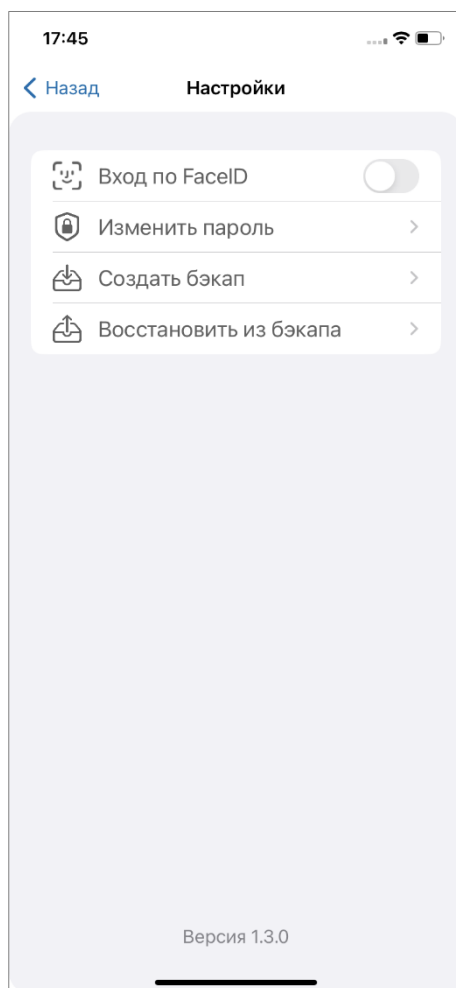 17:45
Назад
Настройки
Вход по FaceID
Изменить пароль
Создать бэкап
Восстановить из бэкапа
Версия 1.3.0